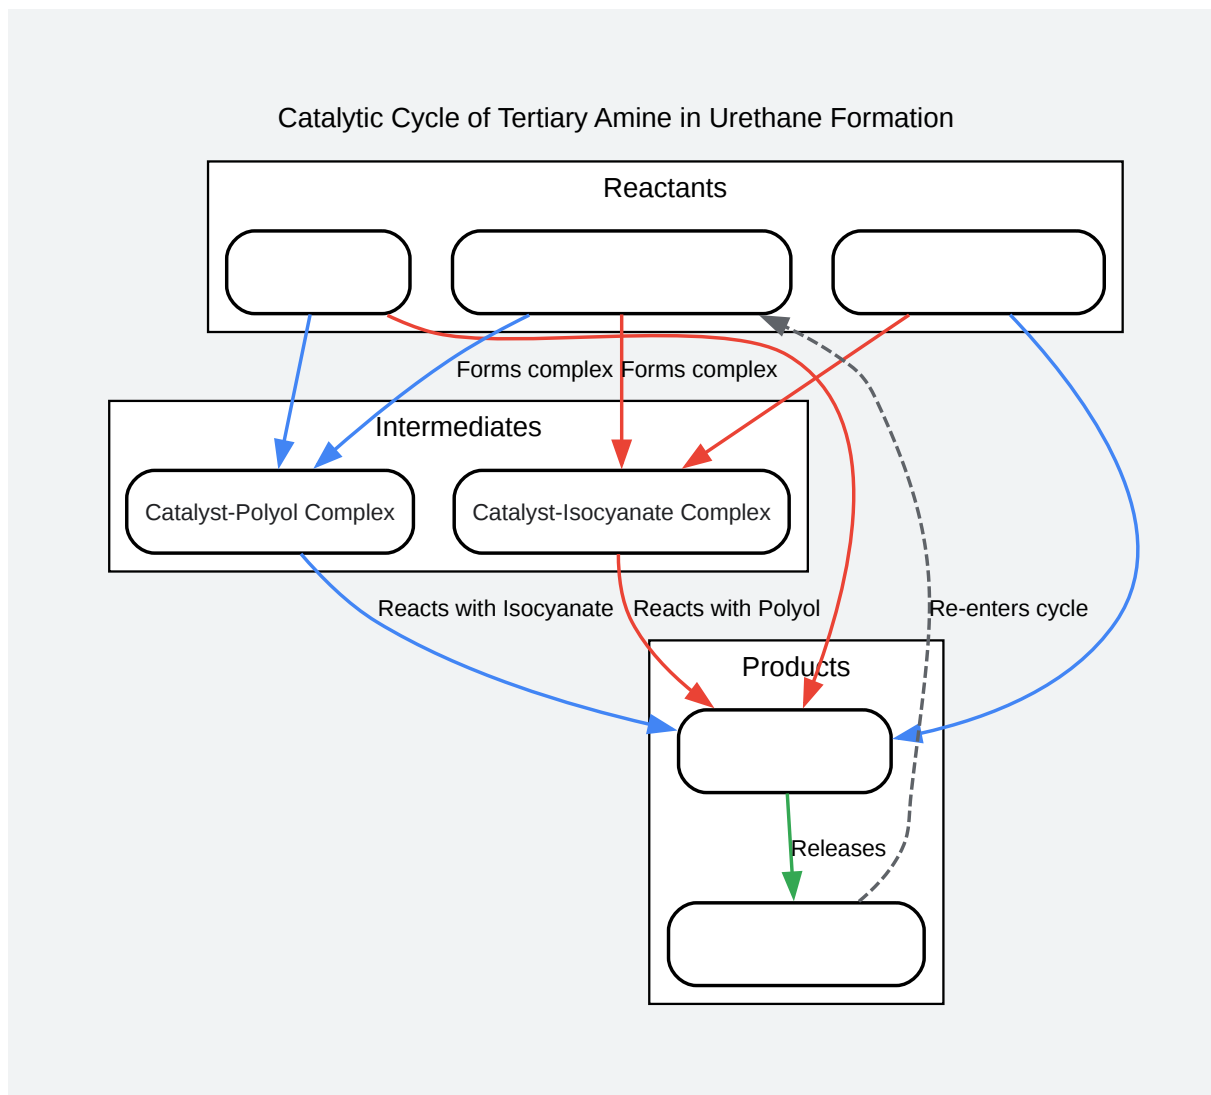 Catalytic Cycle of Tertiary Amine in Urethane Formation
Reactants
Forms complex
Forms complex
Intermediates
Catalyst-Polyol Complex
Catalyst-Isocyanate Complex
Reacts with Isocyanate
Reacts with Polyol
Re-enters cycle
Products
Releases